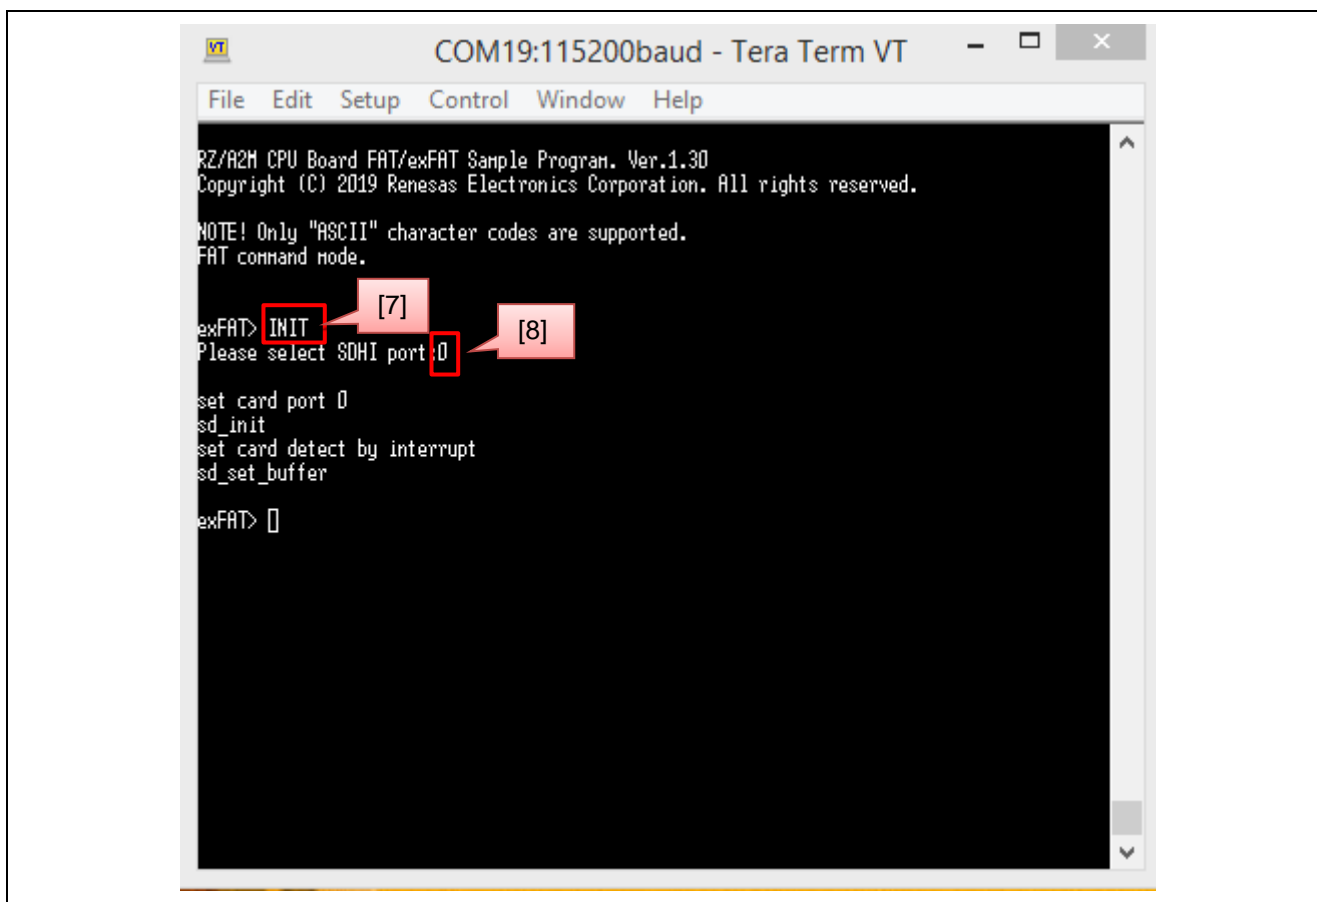 VT
COM19:115200baud - Tera Term VT
File Edit Setup Control Window Help
RZ/A2M CPU Board FAT/exFAT Sample Program. Ver.1.30
Copyright (C) 2019 Renesas Electronics Corporation. All rights reserved.
NOTE! Only "ASCII" character codes are supported.
FAT command mode.
[7]
exFAT> INIT
[8]
Please select SDHI port:0
set card port 0
sd_init
set card detect by interrupt
sd_set_buffer
exFAT>